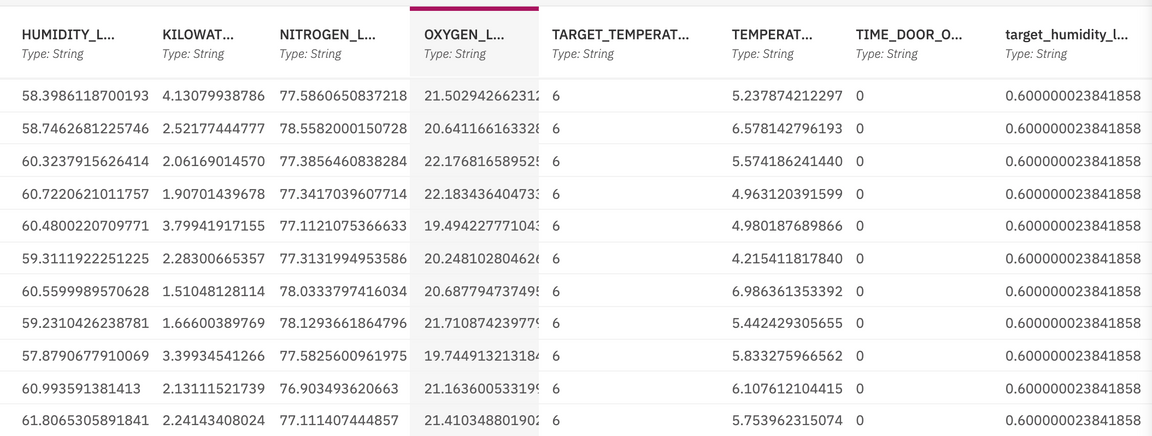 HUMIDITY_L... KILOWAT... NITROGEN_L... OXYGEN_L... TARGET_TEMPERAT... TEMPERAT... TIME_DOOR_O... target_humidity_l...
Type: String Type: String Type: String Type: String Type: String Type: String Type: String Type: String
58.3986118700193 4.13079938786 77.5860650837218 21.502942662312 6 5.237874212297 0 0.600000023841858
58.7462681225746 2.52177444777 78.5582000150728 20.641166163328 6 6.578142796193 0 0.600000023841858
60.3237915626414 2.06169014570 77.3856460838284 22.176816589525 6 5.574186241440 0 0.600000023841858
60.7220621011757 1.90701439678 77.3417039607714 22.183436404733 6 4.963120391599 0 0.600000023841858
60.4800220709771 3.79941917155 77.1121075366633 19.494227771043 6 4.980187689866 0 0.600000023841858
59.3111922251225 2.28300665357 77.3131994953586 20.248102804626 6 4.215411817840 0 0.600000023841858
60.5599989570628 1.51048128114 78.0333797416034 20.687794737495 6 6.986361353392 0 0.600000023841858
59.2310426238781 1.66600389769 78.1293661864796 21.710874239779 6 5.442429305655 0 0.600000023841858
57.8790677910069 3.39934541266 77.5825600961975 19.744913213184 6 5.833275966562 0 0.600000023841858
60.993591381413 2.13111521739 76.903493620663 21.163600533199 6 6.107612104415 0 0.600000023841858
61.8065305891841 2.24143408024 77.111407444857 21.410348801902 6 5.753962315074 0 0.600000023841858